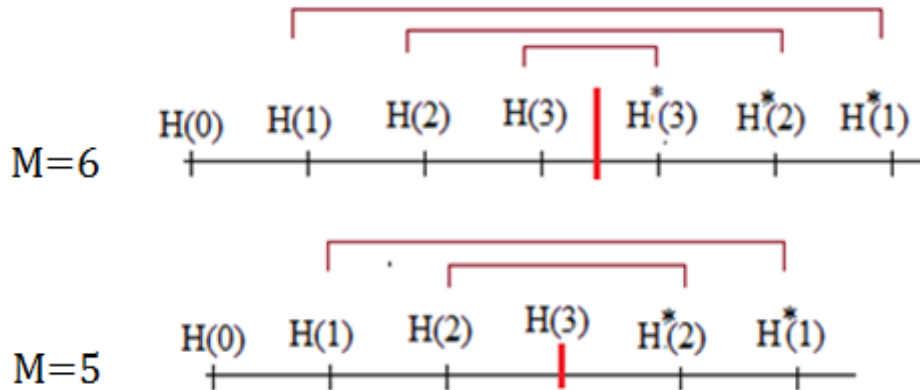 H(0) H(1) H(2) H(3) H*(3) H*(2) H*(1)
M=6
H(0) H(1) H(2) H(3) H*(2) H*(1)
M=5